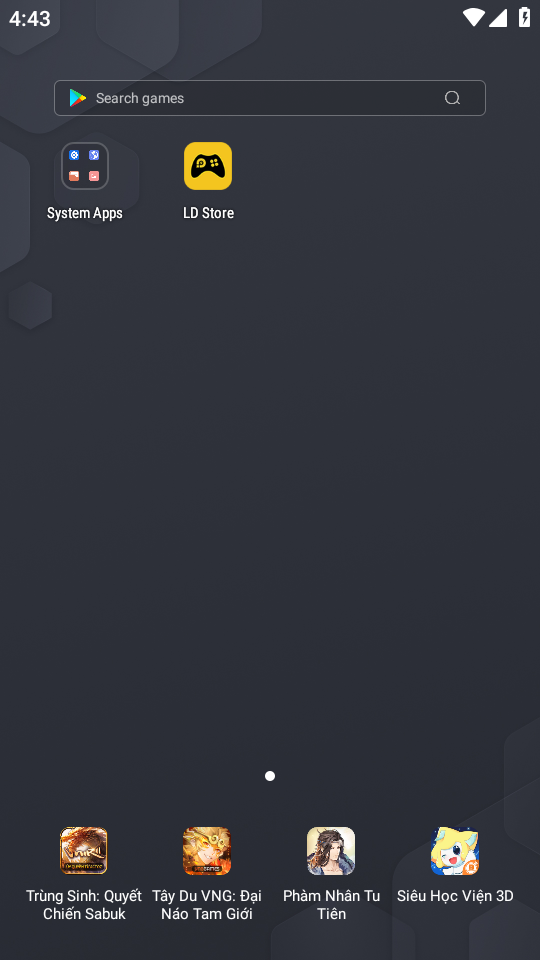 4:43
Search games
System Apps
LD Store
Trùng Sinh: Quyết
Chiến Sabuk
Tây Du VNG: Đại
Náo Tam Giới
Phàm Nhân Tu
Tiên
Siêu Học Viện 3D